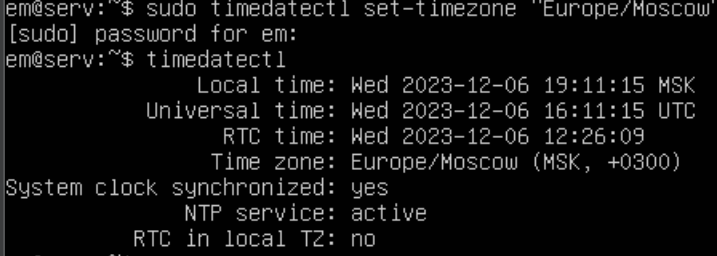 em@serv:~$ sudo timedatectl set-timezone "Europe/Moscow"
[sudo] password for em:
em@serv:~$ timedatectl
Local time: Wed 2023-12-06 19:11:15 MSK
Universal time: Wed 2023-12-06 16:11:15 UTC
RTC time: Wed 2023-12-06 12:26:09
Time zone: Europe/Moscow (MSK, +0300)
System clock synchronized: yes
NTP service: active
RTC in local TZ: no